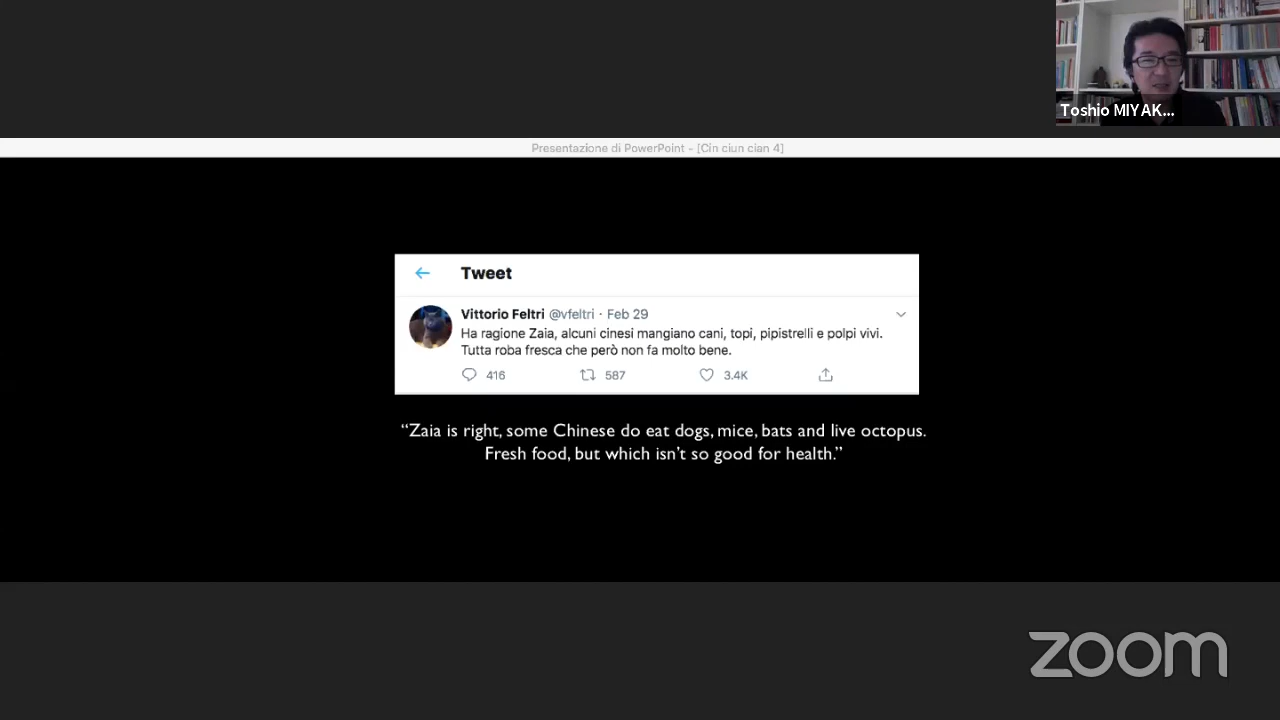 Toshio MIYAK...
Presentazione di PowerPoint - [Cin ciun cian 4]
Tweet
Vittorio Feltri @vfeltri · Feb 29
Ha ragione Zaia, alcuni cinesi mangiano cani, topi, pipistrelli e polpi vivi.
Tutta roba fresca che però non fa molto bene.
416 587 3.4K
“Zaia is right, some Chinese do eat dogs, mice, bats and live octopus.
Fresh food, but which isn’t so good for health.”
zoom